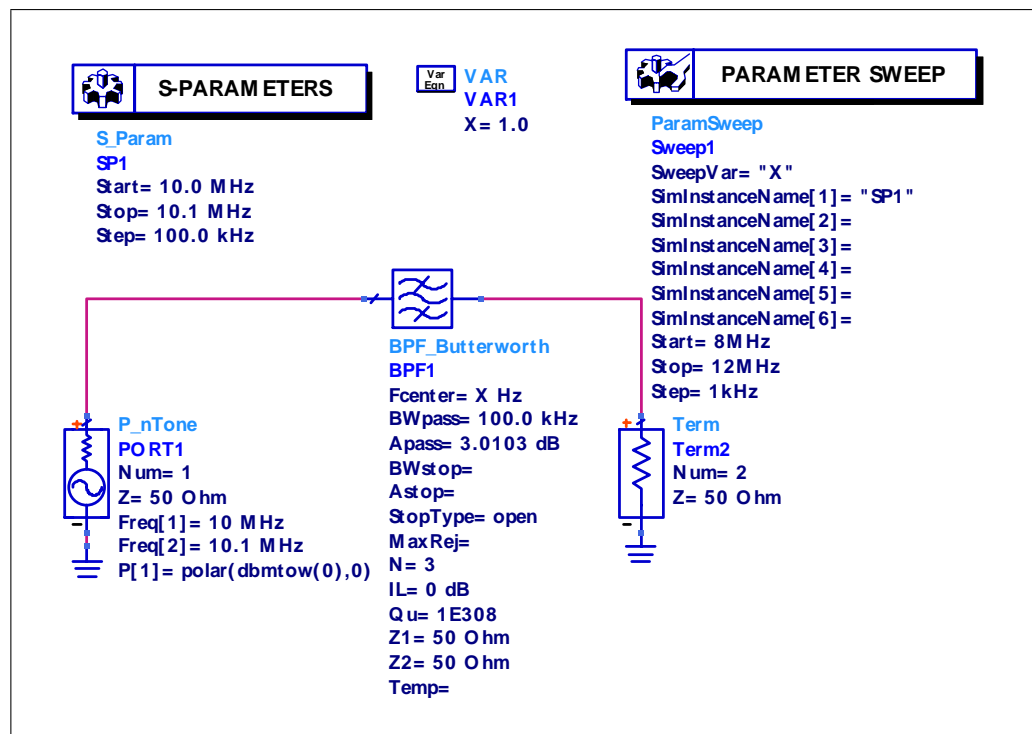 S-PARAMETERS
S_Param
SP1
Start= 10.0 MHz
Stop= 10.1 MHz
Step= 100.0 kHz
Var
Eqn
VAR
VAR1
X= 1.0
PARAMETER SWEEP
ParamSweep
Sweep1
SweepVar= "X"
SimInstanceName[1]= "SP1"
SimInstanceName[2]=
SimInstanceName[3]=
SimInstanceName[4]=
SimInstanceName[5]=
SimInstanceName[6]=
Start= 8MHz
Stop= 12MHz
Step= 1kHz
BPF_Butterworth
BPF1
Fcenter= X Hz
BWpass= 100.0 kHz
Apass= 3.0103 dB
BWstop=
Astop=
StopType= open
MaxRej=
N= 3
IL= 0 dB
Qu= 1E308
Z1= 50 Ohm
Z2= 50 Ohm
Temp=
P_nTone
PORT1
Num= 1
Z= 50 Ohm
Freq[1]= 10 MHz
Freq[2]= 10.1 MHz
P[1]= polar(dbmtow(0),0)
Term
Term2
Num= 2
Z= 50 Ohm